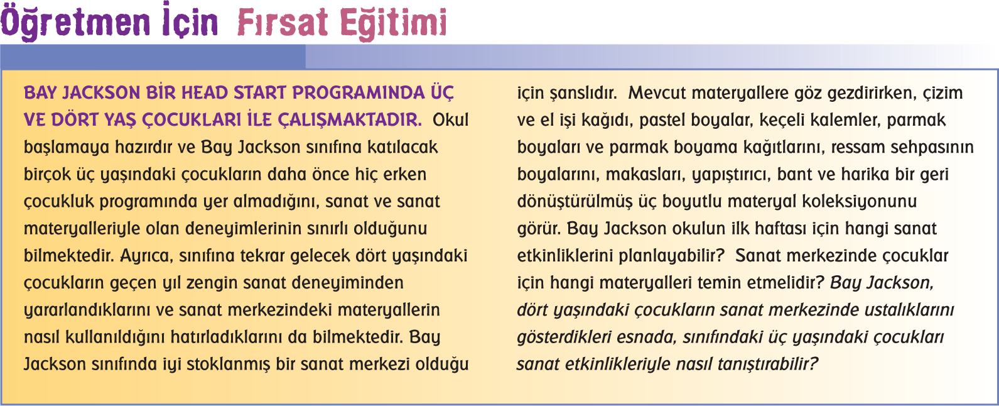 Öğretmen İçin Fırsat Eğitimi
BAY JACKSON BİR HEAD START PROGRAMINDA ÜÇ
VE DÖRT YAŞ ÇOCUKLARI İLE ÇALIŞMAKTADIR. Okul
başlamaya hazırdır ve Bay Jackson sınıfına katılacak
birçok üç yaşındaki çocukların daha önce hiç erken
çocukluk programında yer almadığını, sanat ve sanat
materyalleriyle olan deneyimlerinin sınırlı olduğunu
bilmektedir. Ayrıca, sınıfına tekrar gelecek dört yaşındaki
çocukların geçen yıl zengin sanat deneyiminden
yararlandıklarını ve sanat merkezindeki materyallerin
nasıl kullanıldığını hatırladıklarını da bilmektedir. Bay
Jackson sınıfında iyi stoklanmış bir sanat merkezi olduğu
için şanslıdır. Mevcut materyallere göz gezdirirken, çizim
ve el işi kağıdı, pastel boyalar, keçeli kalemler, parmak
boyaları ve parmak boyama kağıtlarını, ressam sehpasının
boyalarını, makasları, yapıştırıcı, bant ve harika bir geri
dönüştürülmüş üç boyutlu materyal koleksiyonunu
görür. Bay Jackson okulun ilk haftası için hangi sanat
etkinliklerini planlayabilir? Sanat merkezinde çocuklar
için hangi materyalleri temin etmelidir? Bay Jackson,
dört yaşındaki çocukların sanat merkezinde ustalıklarını
gösterdikleri esnada, sınıfındaki üç yaşındaki çocukları
sanat etkinlikleriyle nasıl tanıştırabilir?